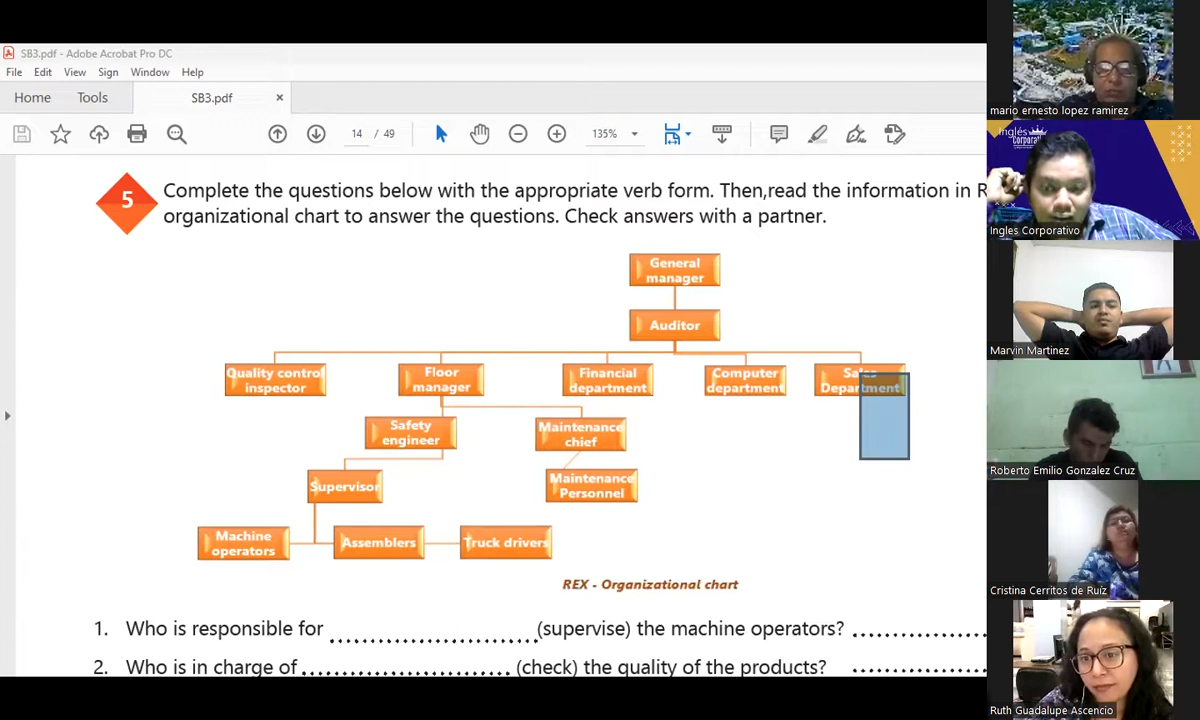 SB3.pdf - Adobe Acrobat Pro DC
File Edit View Sign Window Help
Home Tools SB3.pdf ×
14 / 49 135%
5
Complete the questions below with the appropriate verb form. Then,read the information in R
organizational chart to answer the questions. Check answers with a partner.
General
manager
Auditor
Quality control
inspector
Floor
manager
Financial
department
Computer
department
Sales
Department
Safety
engineer
Maintenance
chief
Supervisor
Maintenance
Personnel
Machine
operators
Assemblers
Truck drivers
REX - Organizational chart
1. Who is responsible for ............................(supervise) the machine operators? ..................
2. Who is in charge of............................ (check) the quality of the products? ..................
mario ernesto lopez ramirez
Inglés
Corporativo
Ingles Corporativo
Marvin Martinez
Roberto Emilio Gonzalez Cruz
Cristina Cerritos de Ruíz
Ruth Guadalupe Ascencio